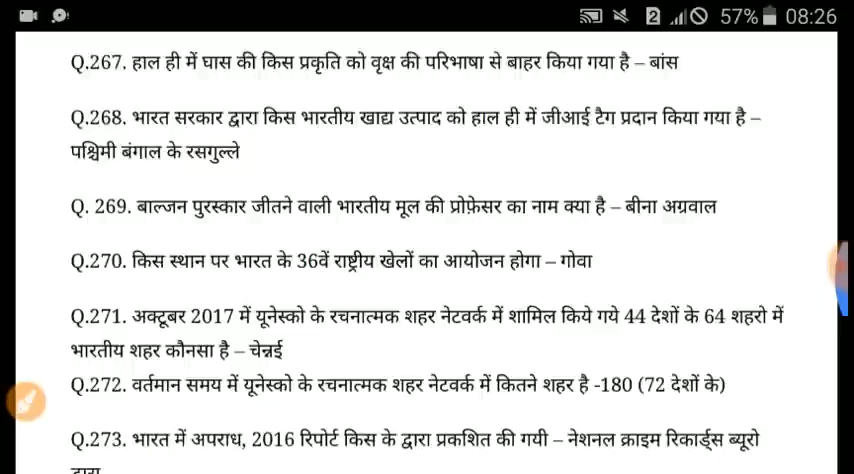 57% 08:26
Q.267. हाल ही में घास की किस प्रकृति को वृक्ष की परिभाषा से बाहर किया गया है – बांस
Q.268. भारत सरकार द्वारा किस भारतीय खाद्य उत्पाद को हाल ही में जीआई टैग प्रदान किया गया है –
पश्चिमी बंगाल के रसगुल्ले
Q. 269. बाल्जन पुरस्कार जीतने वाली भारतीय मूल की प्रोफ़ेसर का नाम क्या है – बीना अग्रवाल
Q.270. किस स्थान पर भारत के 36वें राष्ट्रीय खेलों का आयोजन होगा – गोवा
Q.271. अक्टूबर 2017 में यूनेस्को के रचनात्मक शहर नेटवर्क में शामिल किये गये 44 देशों के 64 शहरो में
भारतीय शहर कौनसा है – चेन्नई
Q.272. वर्तमान समय में यूनेस्को के रचनात्मक शहर नेटवर्क में कितने शहर है -180 (72 देशों के)
Q.273. भारत में अपराध, 2016 रिपोर्ट किस के द्वारा प्रकशित की गयी – नेशनल क्राइम रिकार्ड्स ब्यूरो